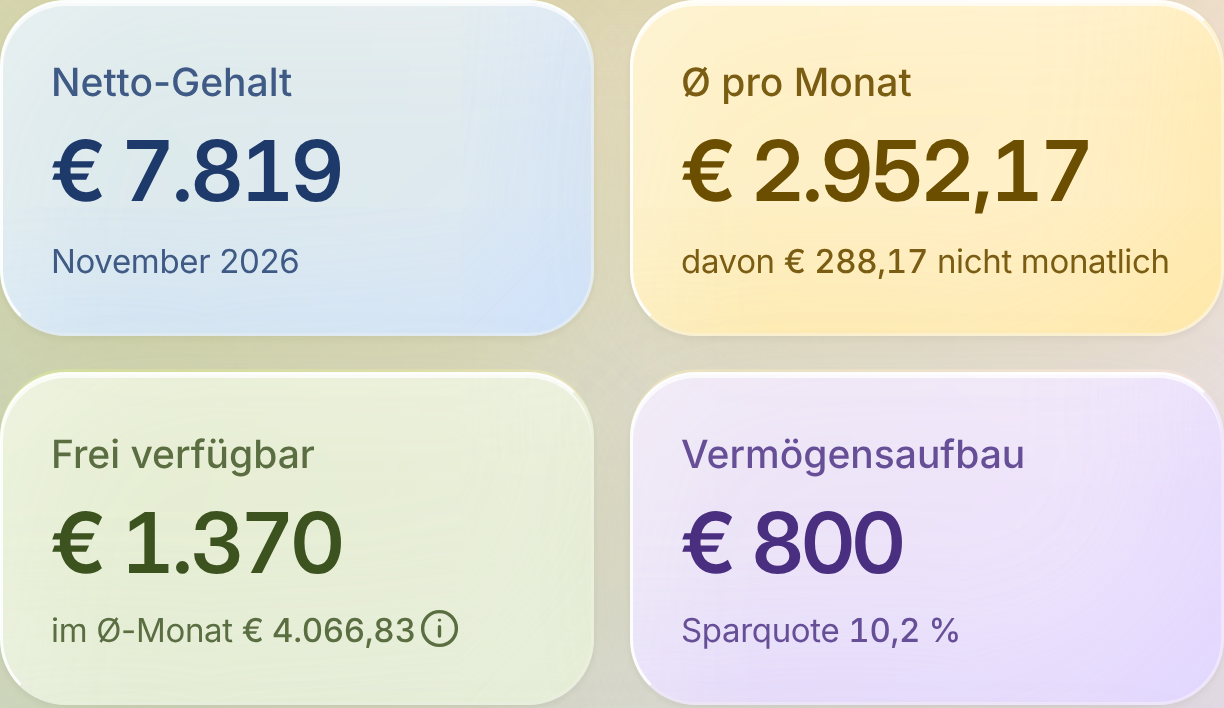 Netto-Gehalt
€ 7.819
November 2026
Ø pro Monat
€ 2.952,17
davon € 288,17 nicht monatlich
Frei verfügbar
€ 1.370
im Ø-Monat € 4.066,83
Vermögensaufbau
€ 800
Sparquote 10,2 %